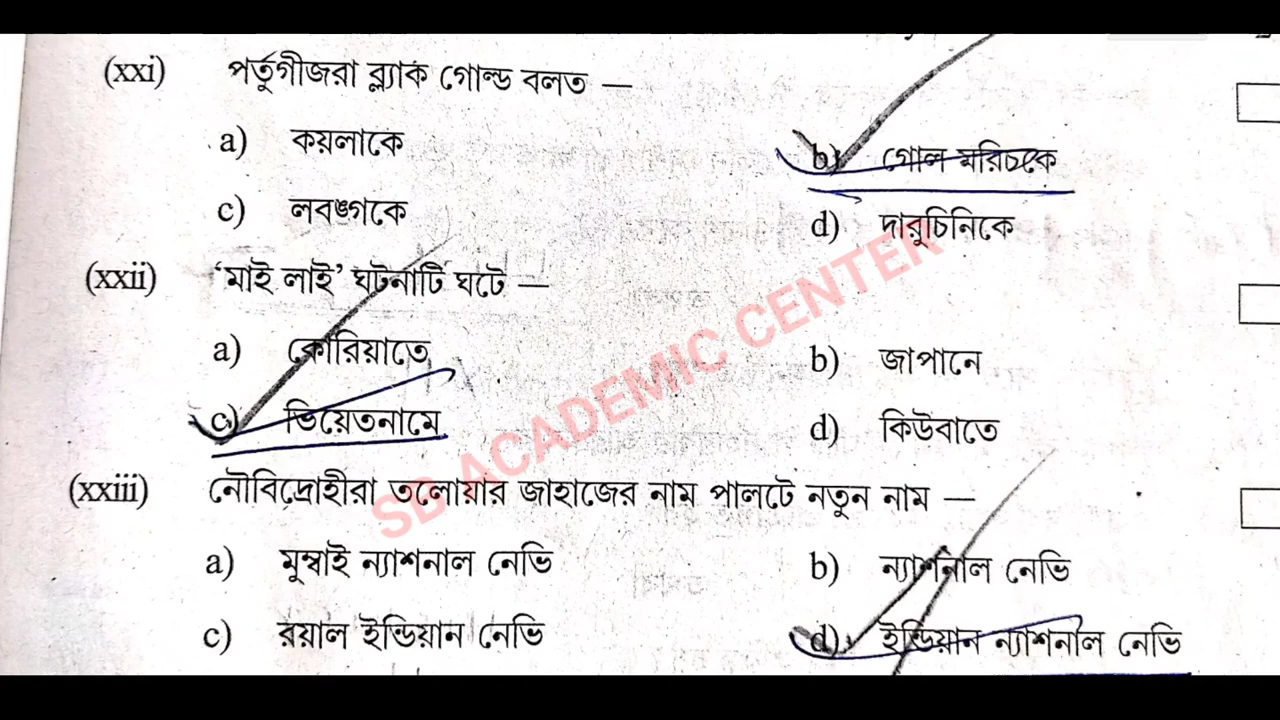 (xxi) পর্তুগীজরা ব্ল্যাক গোল্ড বলত —
a) কয়লাকে b) গোল মরিচকে
c) লবঙ্গকে d) দারুচিনিকে
(xxii) ‘মাই লাই’ ঘটনাটি ঘটে —
a) কোরিয়াতে b) জাপানে
c) ভিয়েতনামে d) কিউবাতে
SB ACADEMIC CENTER
(xxiii) নৌবিদ্রোহীরা তলোয়ার জাহাজের নাম পালটে নতুন নাম —
a) মুম্বাই ন্যাশনাল নেভি b) ন্যাশনাল নেভি
c) রয়াল ইন্ডিয়ান নেভি d) ইন্ডিয়ান ন্যাশনাল নেভি